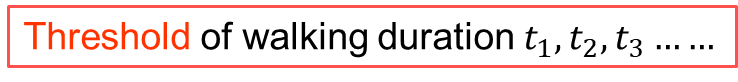 Threshold of walking duration t₁, t₂, t₃ ... ...